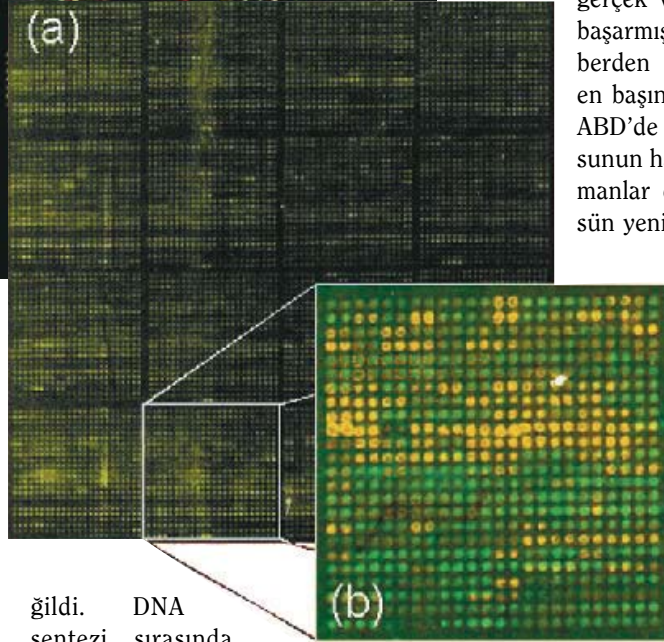 (a)
gerçek v
başarmış
berden
en başın
ABD'de
sunun h
manlar
sün yeni
(b)
ğildi. DNA
sentezi sırasında